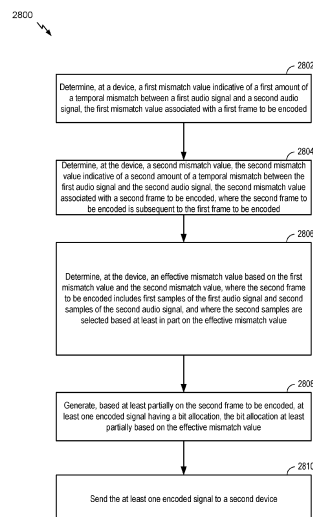 2800
2802
Determine, at a device, a first mismatch value indicative of a first amount of
a temporal mismatch between a first audio signal and a second audio
signal, the first mismatch value associated with a first frame to be encoded
2804
Determine, at the device, a second mismatch value, the second mismatch
value indicative of a second amount of a temporal mismatch between the
first audio signal and the second audio signal, the second mismatch value
associated with a second frame to be encoded, where the second frame to
be encoded is subsequent to the first frame to be encoded
2806
Determine, at the device, an effective mismatch value based on the first
mismatch value and the second mismatch value, where the second frame
to be encoded includes first samples of the first audio signal and second
samples of the second audio signal, and where the second samples are
selected based at least in part on the effective mismatch value
2808
Generate, based at least partially on the second frame to be encoded, at
least one encoded signal having a bit allocation, the bit allocation at least
partially based on the effective mismatch value
2810
Send the at least one encoded signal to a second device